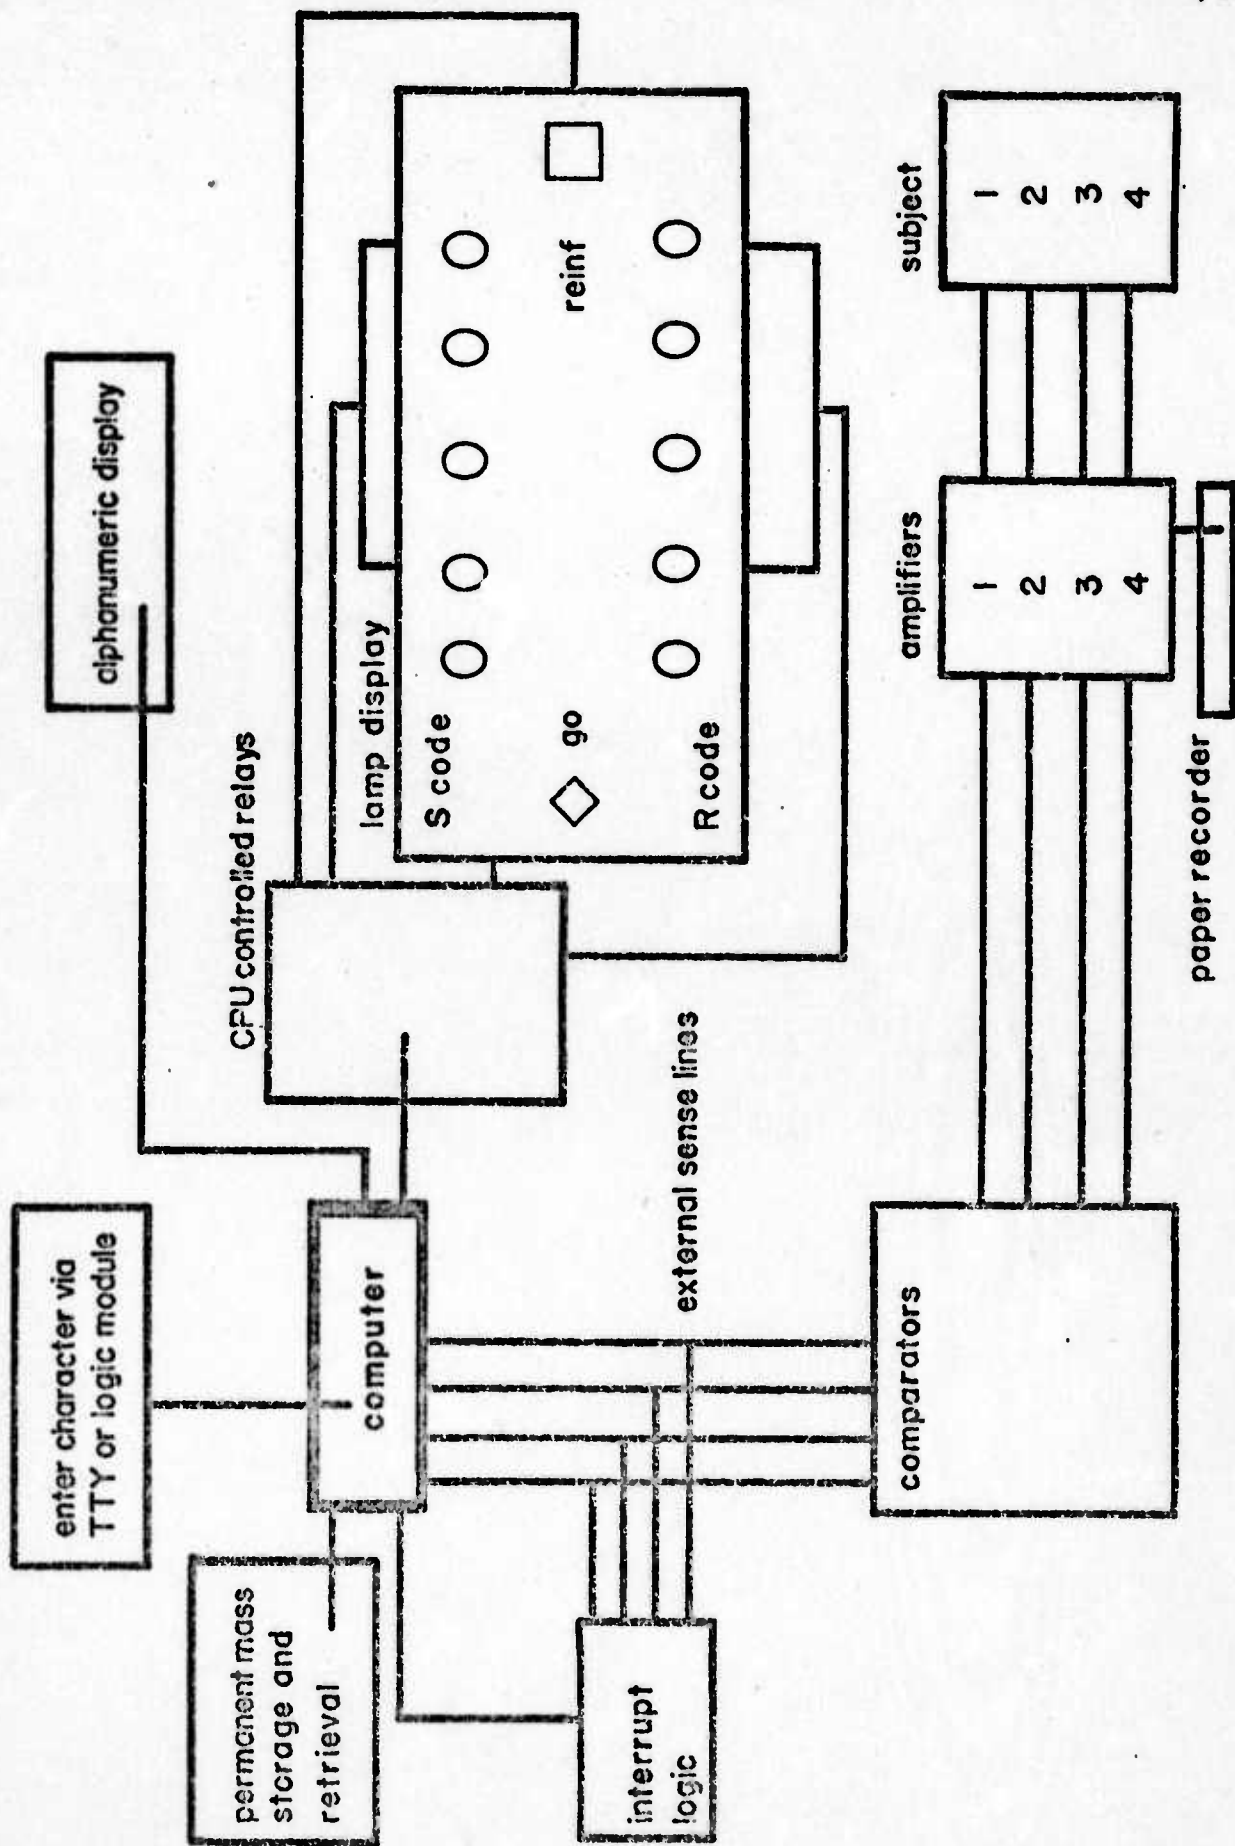 enter character via
TTY or logic module
alphanumeric display
permanent mass
storage and
retrieval
computer
CPU controlled relays
lamp display
S code
go
reinf
R code
interrupt
logic
external sense lines
comparators
amplifiers
1
2
3
4
subject
1
2
3
4
paper recorder